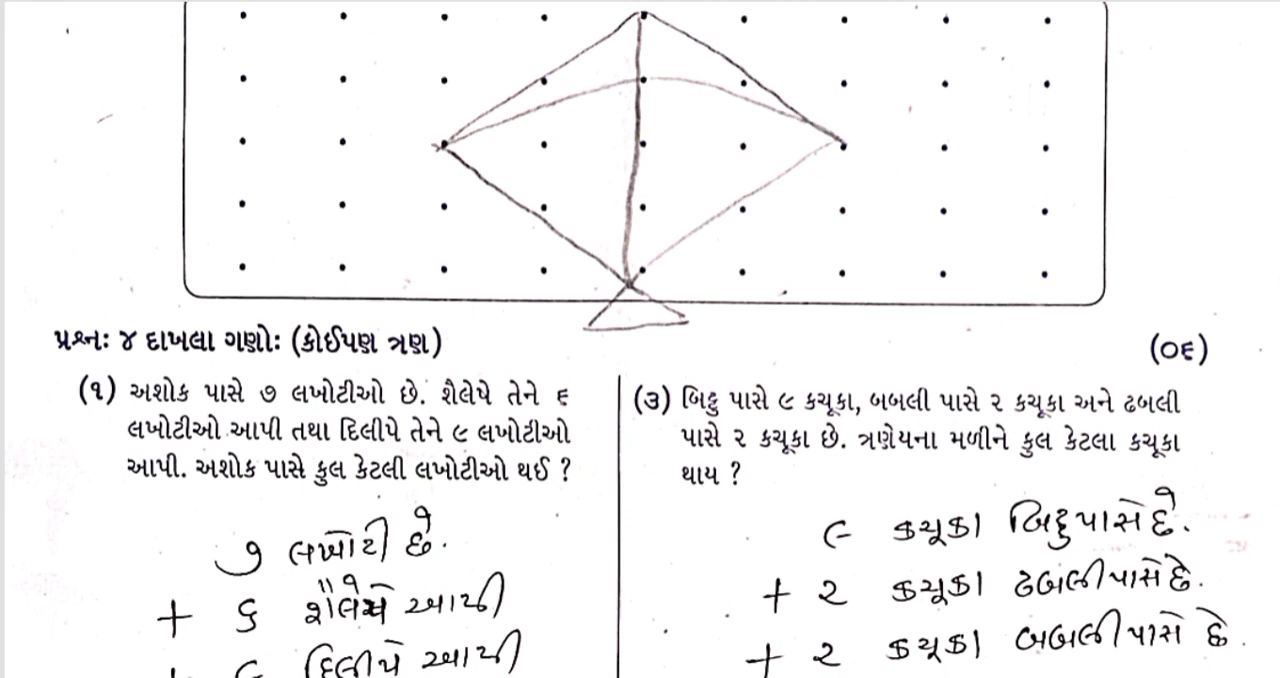 પ્રશ્નઃ ૪ દાખલા ગણોઃ (કોઈપણ ત્રણ) (૦૬)
(૧) અશોક પાસે ૭ લખોટીઓ છે. શૈલેષે તેને ૬
લખોટીઓ આપી તથા દિલીપે તેને ૯ લખોટીઓ
આપી. અશોક પાસે કુલ કેટલી લખોટીઓ થઈ ?
૭ લખોટી છે.
+ ૬ શૈલેષે આપી
દિલીપે આપી
(૩) બિટ્ટુ પાસે ૯ કચૂકા, બબલી પાસે ૨ કચૂકા અને ઢબલી
પાસે ૨ કચૂકા છે. ત્રણેયના મળીને કુલ કેટલા કચૂકા
થાય ?
૯ કચૂકા બિટ્ટુ પાસે છે.
+ ૨ કચૂકા ઢબલી પાસે છે.
+ ૨ કચૂકા બબલી પાસે છે.